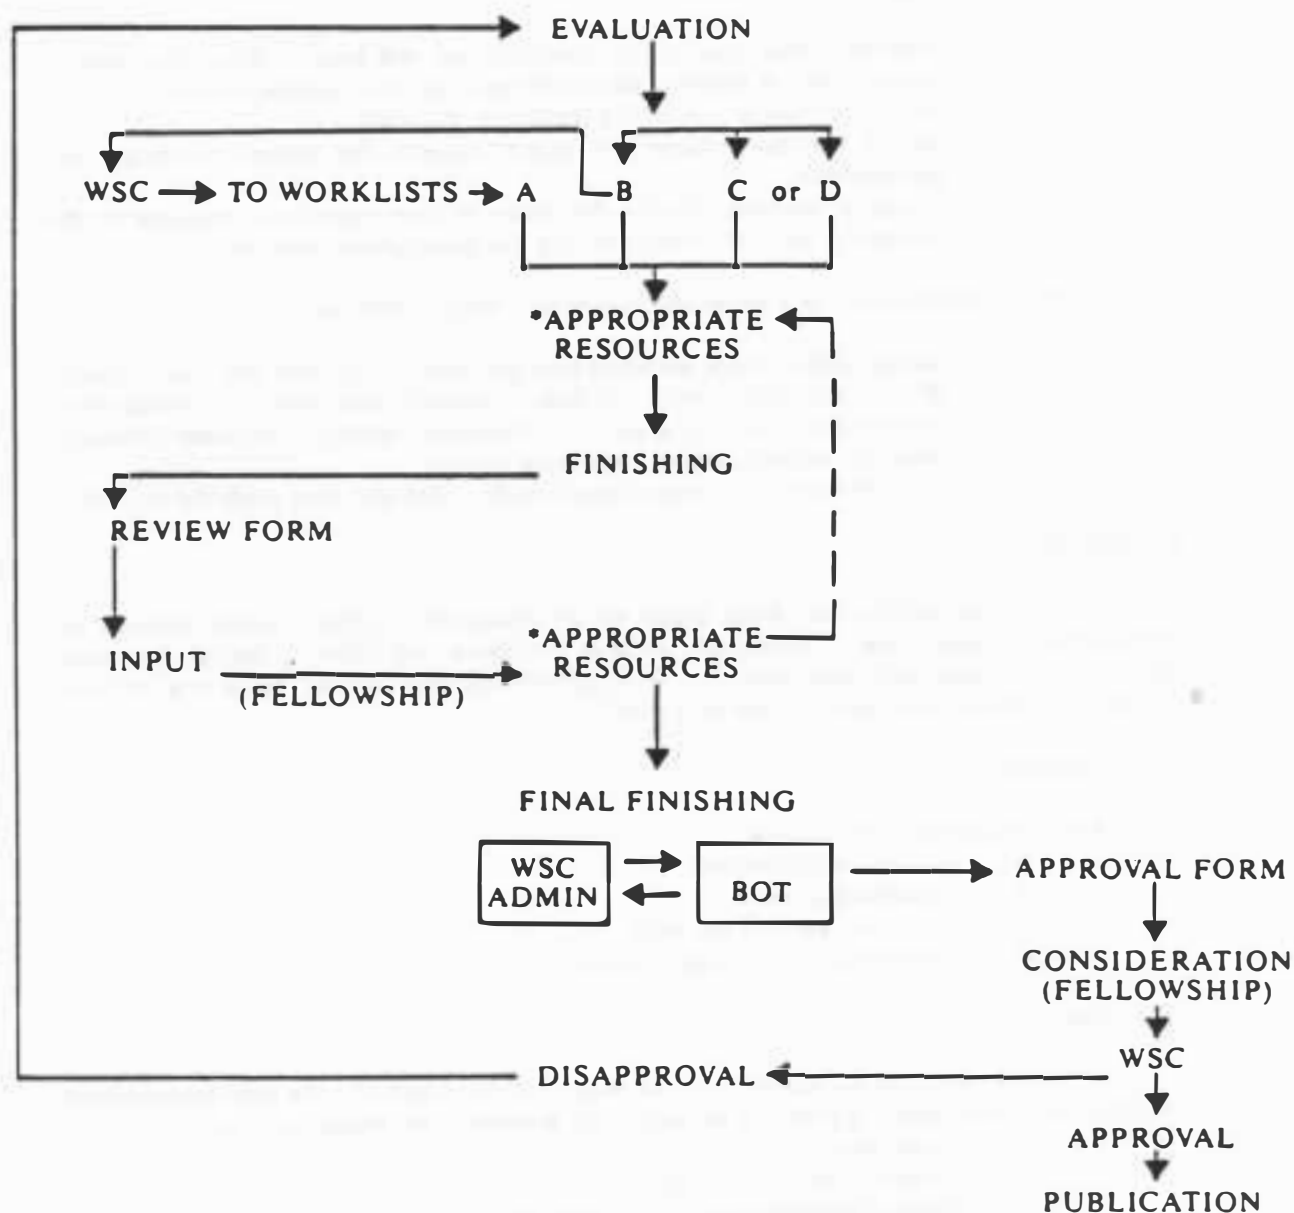 EVALUATION
WSC TO WORKLISTS A B C or D
*APPROPRIATE
RESOURCES
FINISHING
REVIEW FORM
*APPROPRIATE
RESOURCES
INPUT
(FELLOWSHIP)
FINAL FINISHING
WSC
ADMIN
BOT
APPROVAL FORM
CONSIDERATION
(FELLOWSHIP)
WSC
DISAPPROVAL
APPROVAL
PUBLICATION